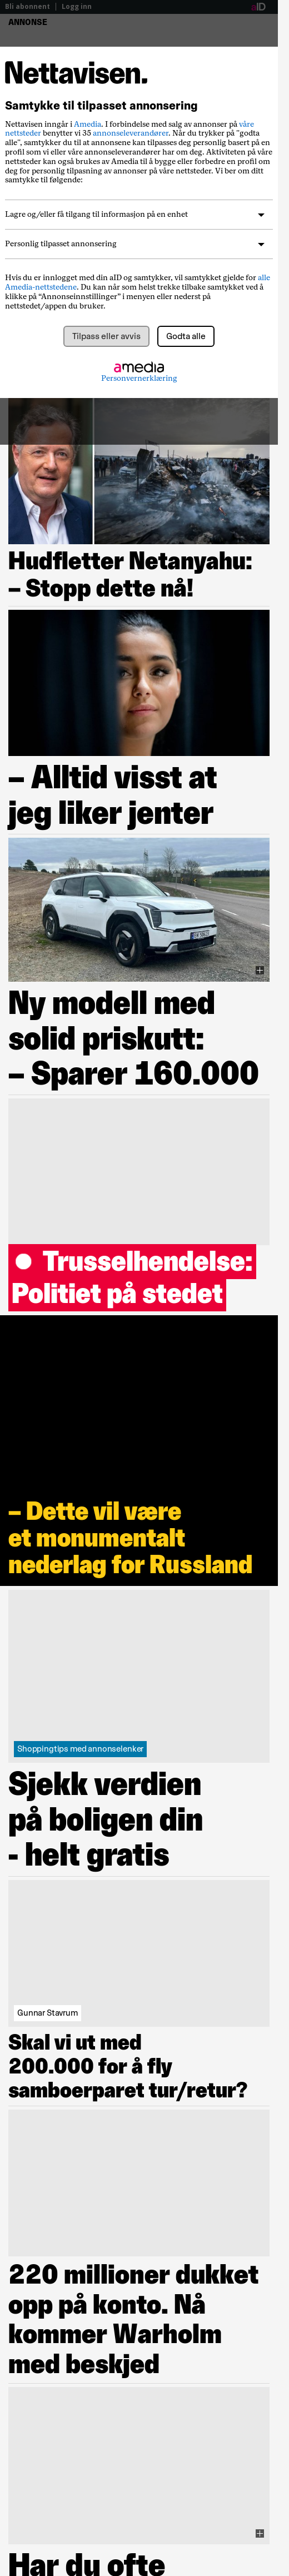 Bli abonnent | Logg inn
aID
ANNONSE
Nettavisen.
Samtykke til tilpasset annonsering
Nettavisen inngår i Amedia. I forbindelse med salg av annonser på våre
nettsteder benytter vi 35 annonseleverandører. Når du trykker på "godta
alle", samtykker du til at annonsene kan tilpasses deg personlig basert på en
profil som vi eller våre annonseleverandører har om deg. Aktiviteten på våre
nettsteder kan også brukes av Amedia til å bygge eller forbedre en profil om
deg for personlig tilpasning av annonser på våre nettsteder. Vi ber om ditt
samtykke til følgende:
Lagre og/eller få tilgang til informasjon på en enhet
Personlig tilpasset annonsering
Hvis du er innlogget med din aID og samtykker, vil samtykket gjelde for alle
Amedia-nettstedene. Du kan når som helst trekke tilbake samtykket ved å
klikke på “Annonseinnstillinger” i menyen eller nederst på
nettstedet/appen du bruker.
Tilpass eller avvis
Godta alle
amedia
Personvernerklæring
Hudfletter Netanyahu:
– Stopp dette nå!
– Alltid visst at
jeg liker jenter
Ny modell med
solid priskutt:
– Sparer 160.000
Trusselhendelse:
Politiet på stedet
– Dette vil være
et monumentalt
nederlag for Russland
Shoppingtips med annonselenker
Sjekk verdien
på boligen din
- helt gratis
Gunnar Stavrum
Skal vi ut med
200.000 for å fly
samboerparet tur/retur?
220 millioner dukket
opp på konto. Nå
kommer Warholm
med beskjed
Har du ofte